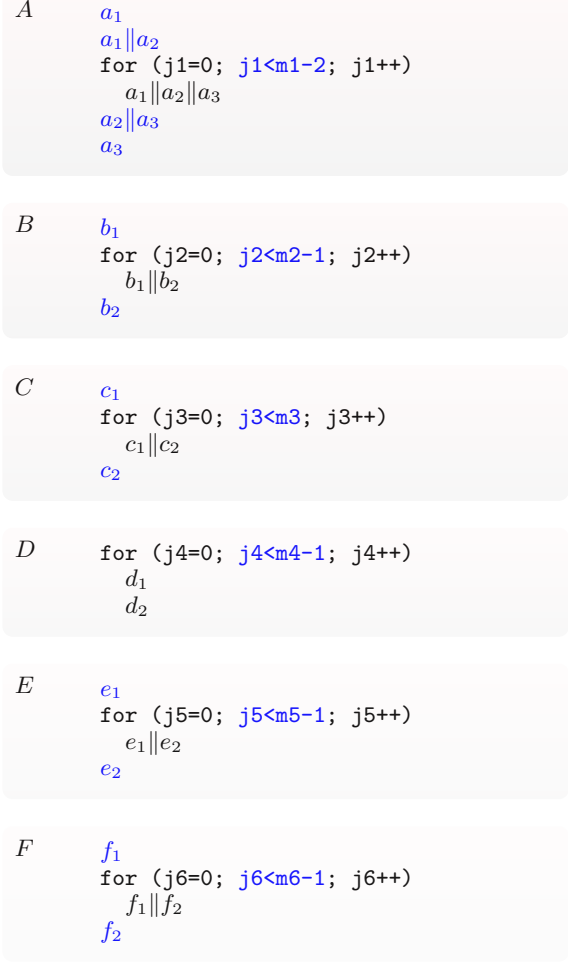 A a₁
a₁∥a₂
for (j1=0; j1<m1-2; j1++)
a₁∥a₂∥a₃
a₂∥a₃
a₃
B b₁
for (j2=0; j2<m2-1; j2++)
b₁∥b₂
b₂
C c₁
for (j3=0; j3<m3; j3++)
c₁∥c₂
c₂
D for (j4=0; j4<m4-1; j4++)
d₁
d₂
E e₁
for (j5=0; j5<m5-1; j5++)
e₁∥e₂
e₂
F f₁
for (j6=0; j6<m6-1; j6++)
f₁∥f₂
f₂